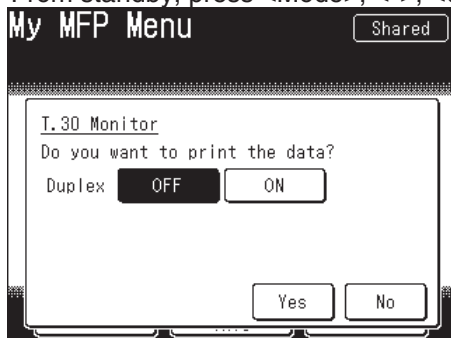 My MFP Menu
Shared
T.30 Monitor
Do you want to print the data?
Duplex OFF ON
Yes No